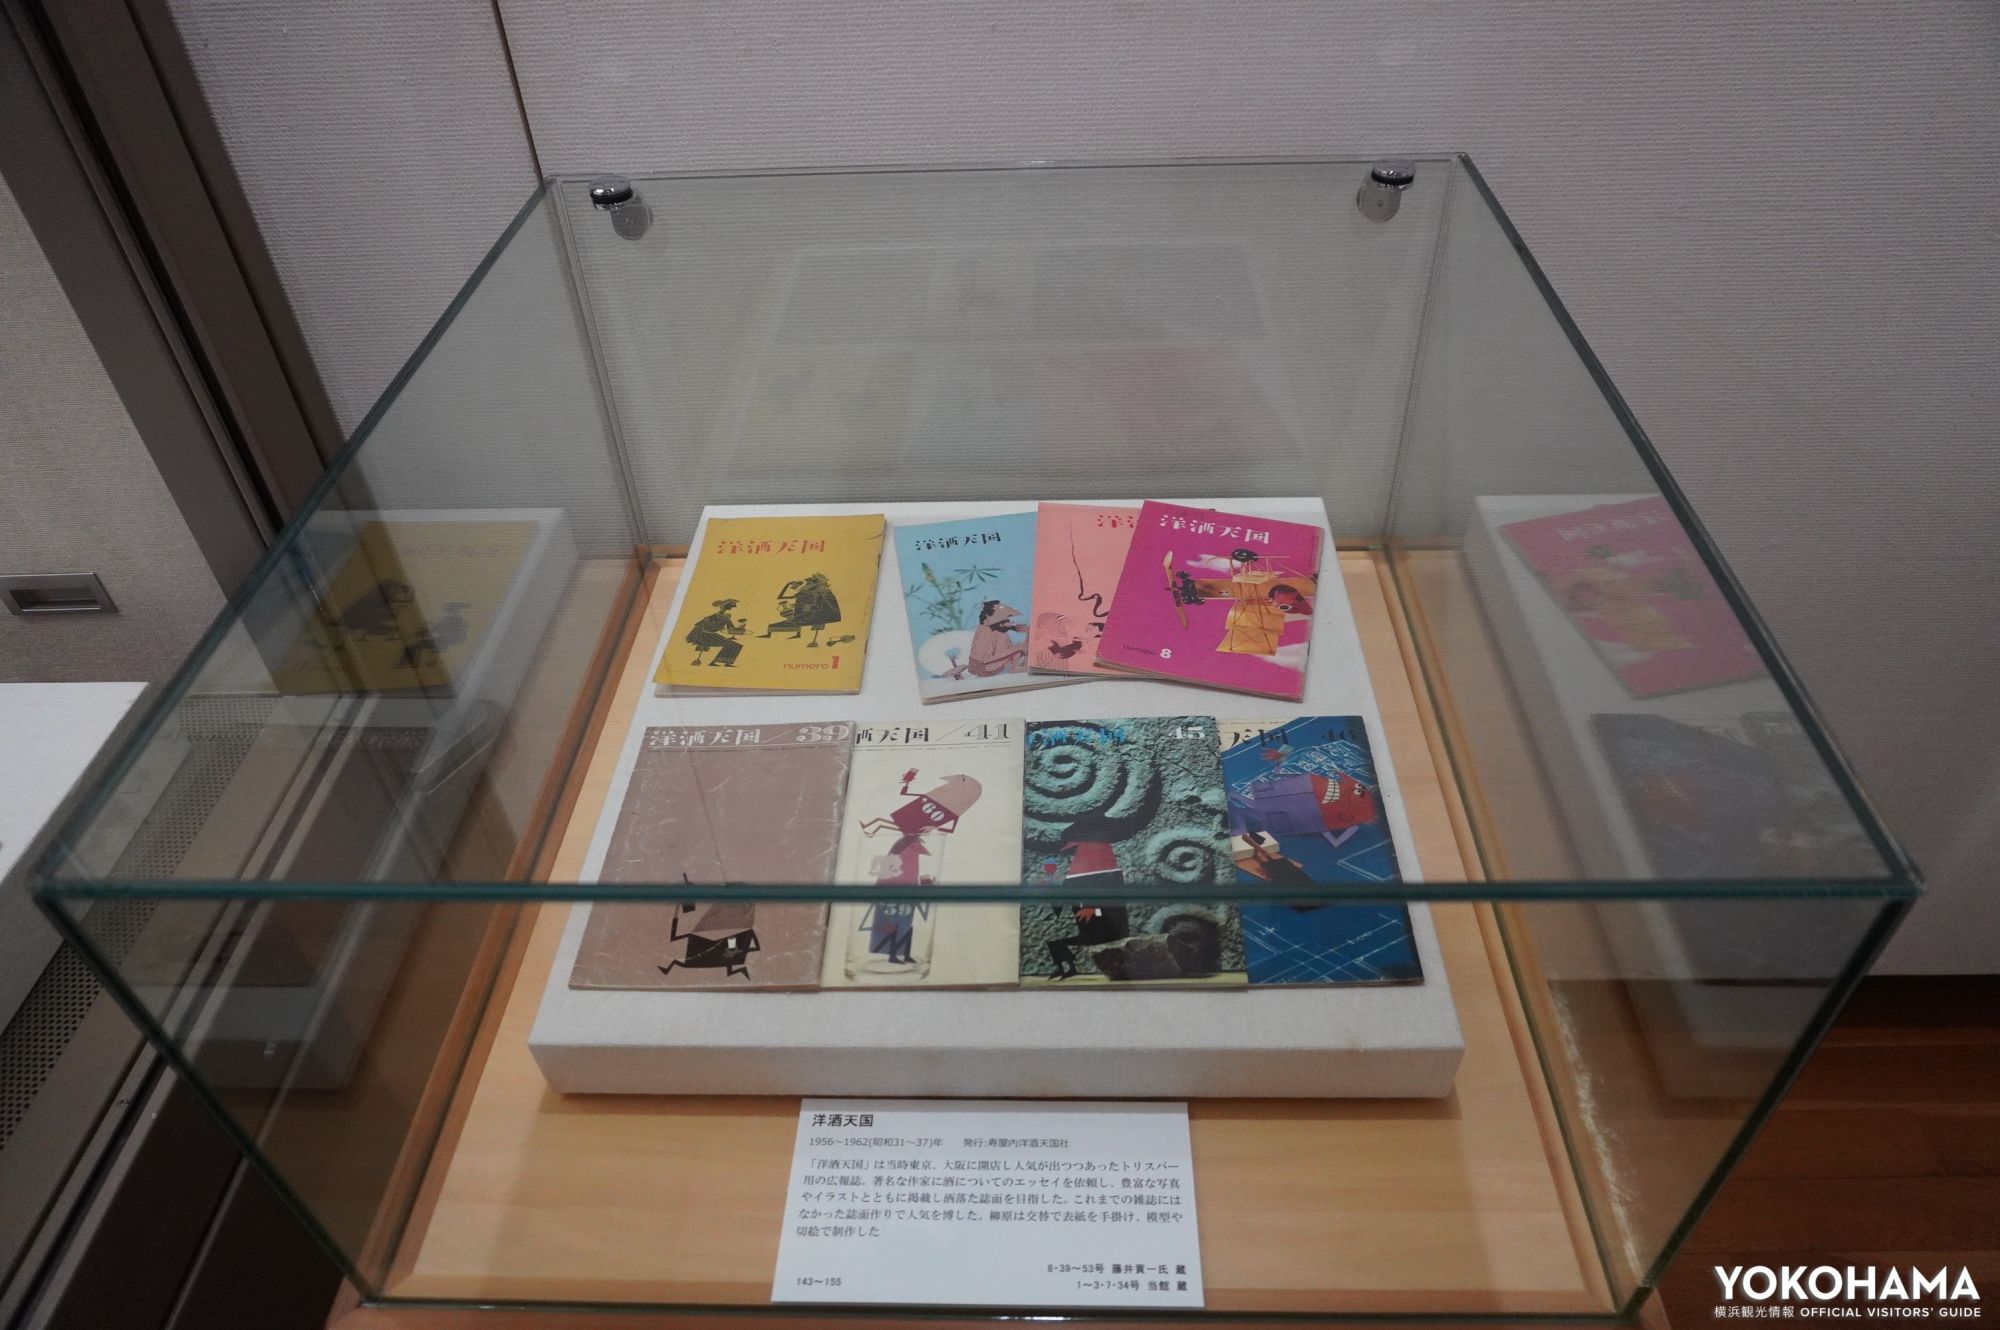 洋酒天国
numéro 1
洋酒天国
洋酒天国
numéro 8
洋酒天国/39
酒天国/41
'60
'59
酒天国 45
天国 46
洋酒天国
1956～1962(昭和31～37)年　発行:寿屋内洋酒天国社
「洋酒天国」は当時東京、大阪に開店し人気が出つつあったトリスバー
用の広報誌。著名な作家に酒についてのエッセイを依頼し、豊富な写真
やイラストとともに掲載し洒落た誌面を目指した。これまでの雑誌には
なかった誌面作りで人気を博した。柳原は交替で表紙を手掛け、模型や
切絵で制作した
8・39～53号 藤井貢一氏 蔵
143～155
1～3・7・34号 当館 蔵
YOKOHAMA
横浜観光情報 OFFICIAL VISITORS' GUIDE